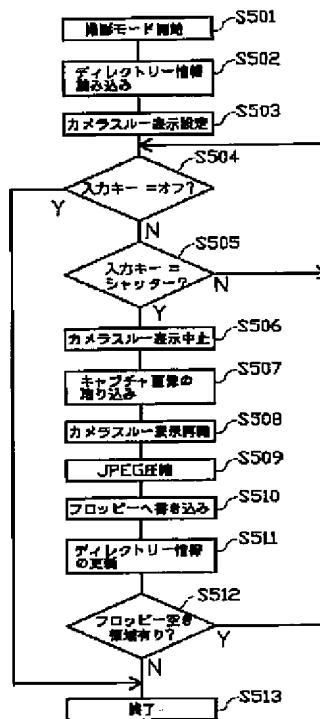 S501
撮影モード開始
S502
ディレクトリー情報
読み込み
S503
カメラスルー表示設定
S504
入力キー =オフ?
Y
N
S505
入力キー =
シャッター?
N
Y
S506
カメラスルー表示中止
S507
キャプチャ画像の
取り込み
S508
カメラスルー表示再開
S509
JPEG圧縮
S510
フロッピーへ書き込み
S511
ディレクトリー情報
の更新
S512
フロッピー空き
領域有り?
Y
N
S513
終了